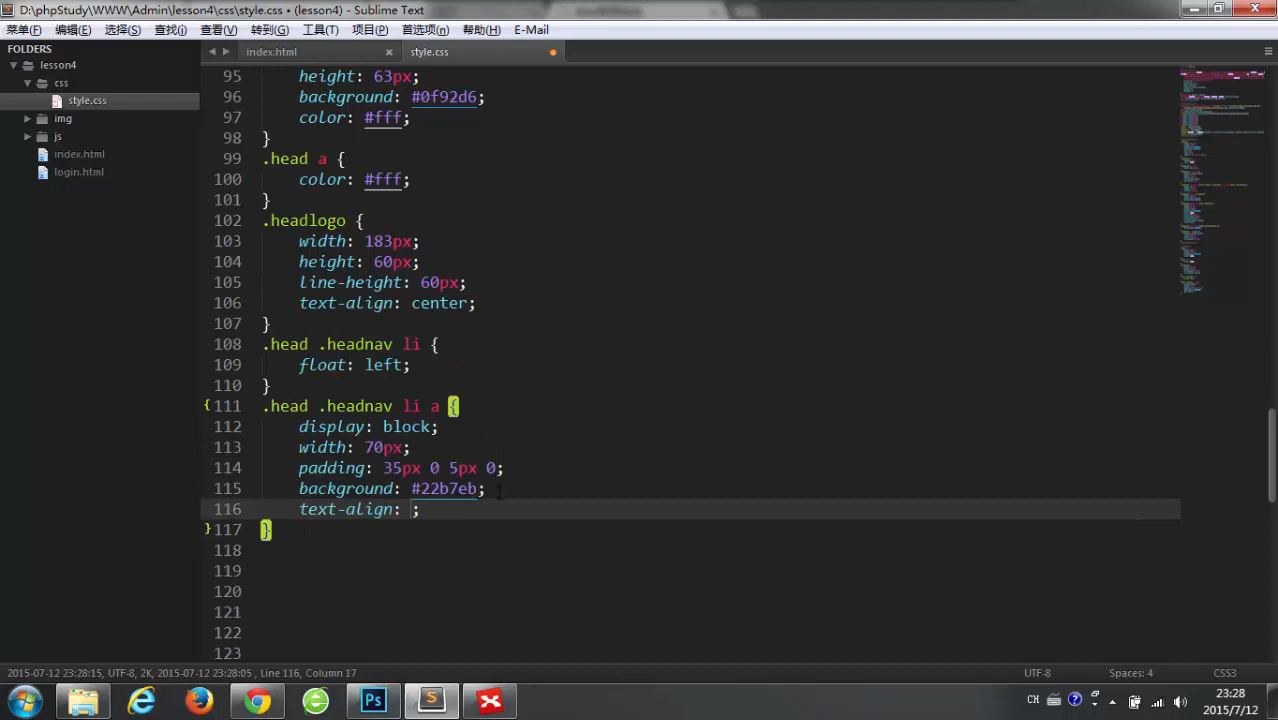 D:\phpStudy\WWW\Admin\lesson4\css\style.css • (lesson4) - Sublime Text
菜单(F) 编辑(E) 选择(S) 查找(I) 查看(V) 转到(G) 工具(T) 项目(P) 首选项(n) 帮助(H) E-Mail
FOLDERS
lesson4
css
style.css
img
js
index.html
login.html
index.html
style.css
95 height: 63px;
96 background: #0f92d6;
97 color: #fff;
98 }
99 .head a {
100 color: #fff;
101 }
102 .headlogo {
103 width: 183px;
104 height: 60px;
105 line-height: 60px;
106 text-align: center;
107 }
108 .head .headnav li {
109 float: left;
110 }
111 .head .headnav li a {
112 display: block;
113 width: 70px;
114 padding: 35px 0 5px 0;
115 background: #22b7eb;
116 text-align: ;
117 }
118
119
120
121
122
123
2015-07-12 23:28:15, UTF-8, 2K, 2015-07-12 23:28:05 , Line 116, Column 17
UTF-8
Spaces: 4
CSS3
Ps
CH
23:28
2015/7/12